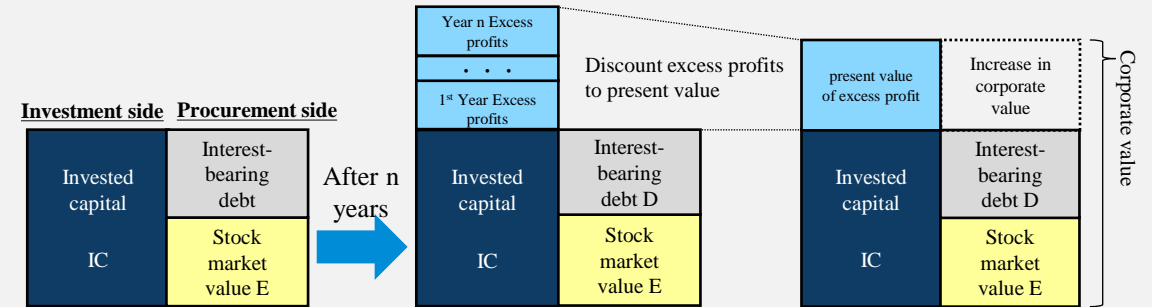 Investment side
Procurement side
Invested
capital
IC
Interest-
bearing
debt
Stock
market
value E
After n
years
Year n Excess
profits
· · ·
1st Year Excess
profits
Invested
capital
IC
Interest-
bearing
debt D
Stock
market
value E
Discount excess profits
to present value
present value
of excess profit
Increase in
corporate
value
Invested
capital
IC
Interest-
bearing
debt D
Stock
market
value E
Corporate value